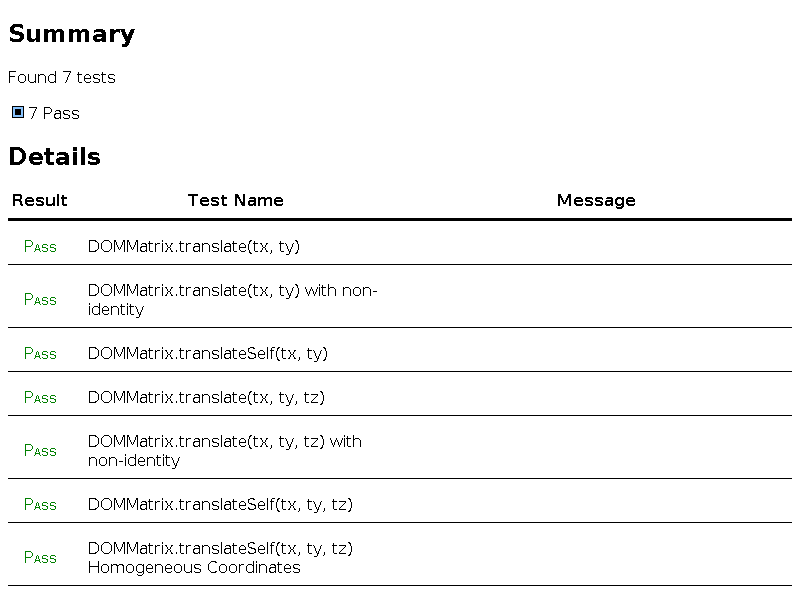 Summary
Found 7 tests
7 Pass
Details
Result Test Name Message
Pass DOMMatrix.translate(tx, ty)
Pass DOMMatrix.translate(tx, ty) with non-
identity
Pass DOMMatrix.translateSelf(tx, ty)
Pass DOMMatrix.translate(tx, ty, tz)
Pass DOMMatrix.translate(tx, ty, tz) with
non-identity
Pass DOMMatrix.translateSelf(tx, ty, tz)
Pass DOMMatrix.translateSelf(tx, ty, tz)
Homogeneous Coordinates